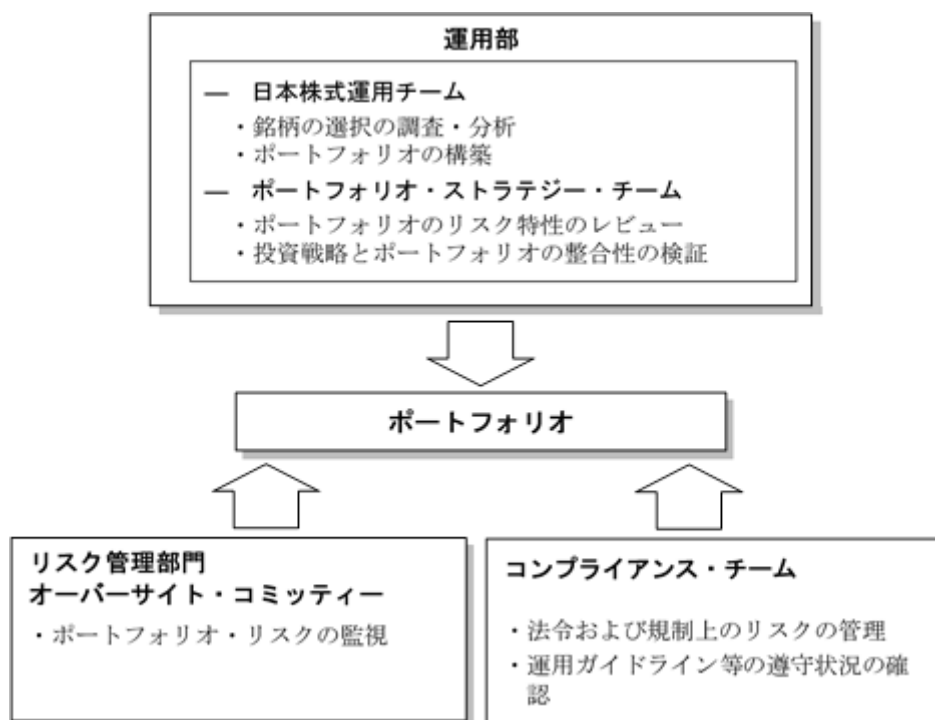 運用部
― 日本株式運用チーム
・銘柄の選択の調査・分析
・ポートフォリオの構築
― ポートフォリオ・ストラテジー・チーム
・ポートフォリオのリスク特性のレビュー
・投資戦略とポートフォリオの整合性の検証
ポートフォリオ
リスク管理部門
オーバーサイト・コミッティー
・ポートフォリオ・リスクの監視
コンプライアンス・チーム
・法令および規制上のリスクの管理
・運用ガイドライン等の遵守状況の確
認